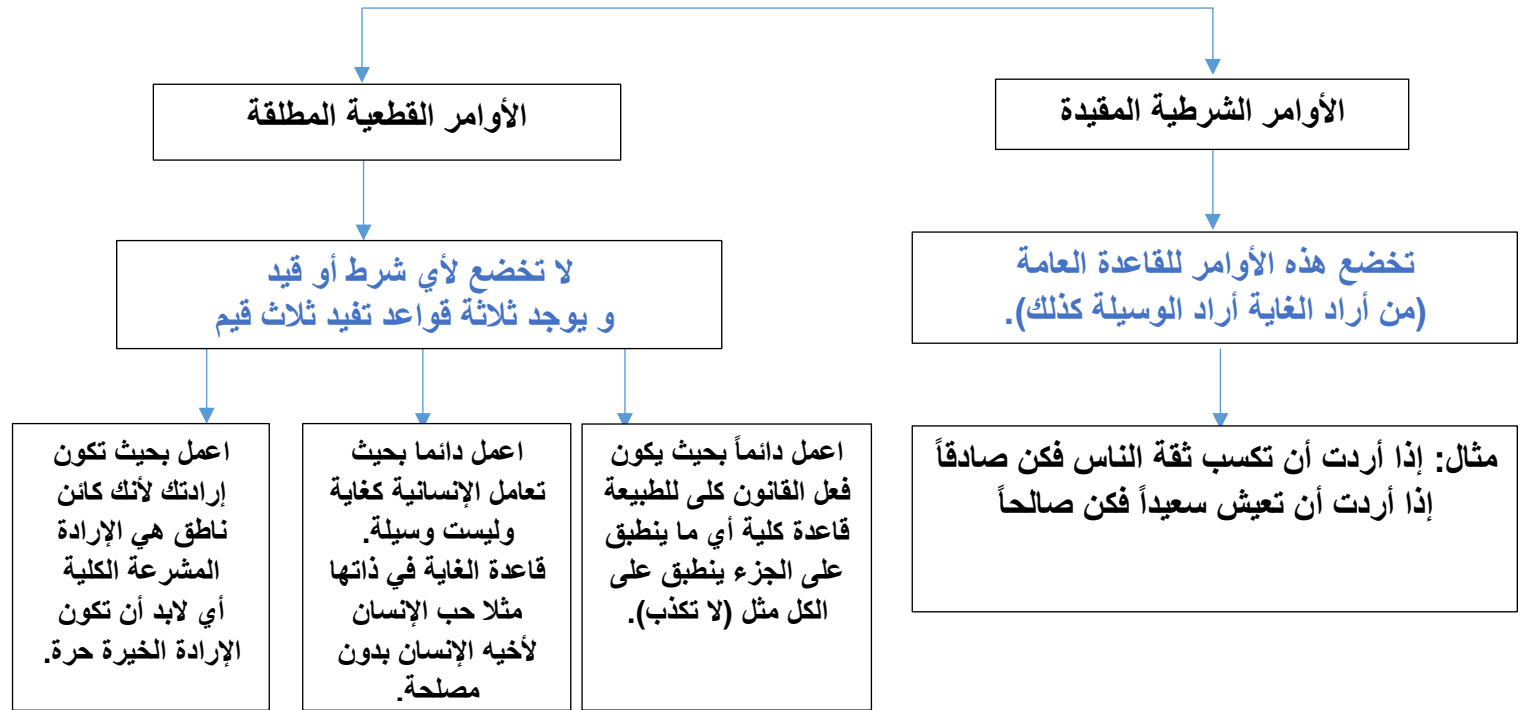 الأوامر الشرطية المقيدة
الأوامر القطعية المطلقة
تخضع هذه الأوامر للقاعدة العامة
(من أراد الغاية أراد الوسيلة كذلك).
لا تخضع لأي شرط أو قيد
و يوجد ثلاثة قواعد تفيد ثلاث قيم
مثال: إذا أردت أن تكسب ثقة الناس فكن صادقاً
إذا أردت أن تعيش سعيداً فكن صالحاً
اعمل دائماً بحيث يكون
فعل القانون كلى للطبيعة
قاعدة كلية أي ما ينطبق
على الجزء ينطبق على
الكل مثل (لا تكذب).
اعمل دائما بحيث
تعامل الإنسانية كغاية
وليست وسيلة.
قاعدة الغاية في ذاتها
مثلا حب الإنسان
لأخيه الإنسان بدون
مصلحة.
اعمل بحيث تكون
إرادتك لأنك كائن
ناطق هي الإرادة
المشرعة الكلية
أي لابد أن تكون
الإرادة الخيرة حرة.